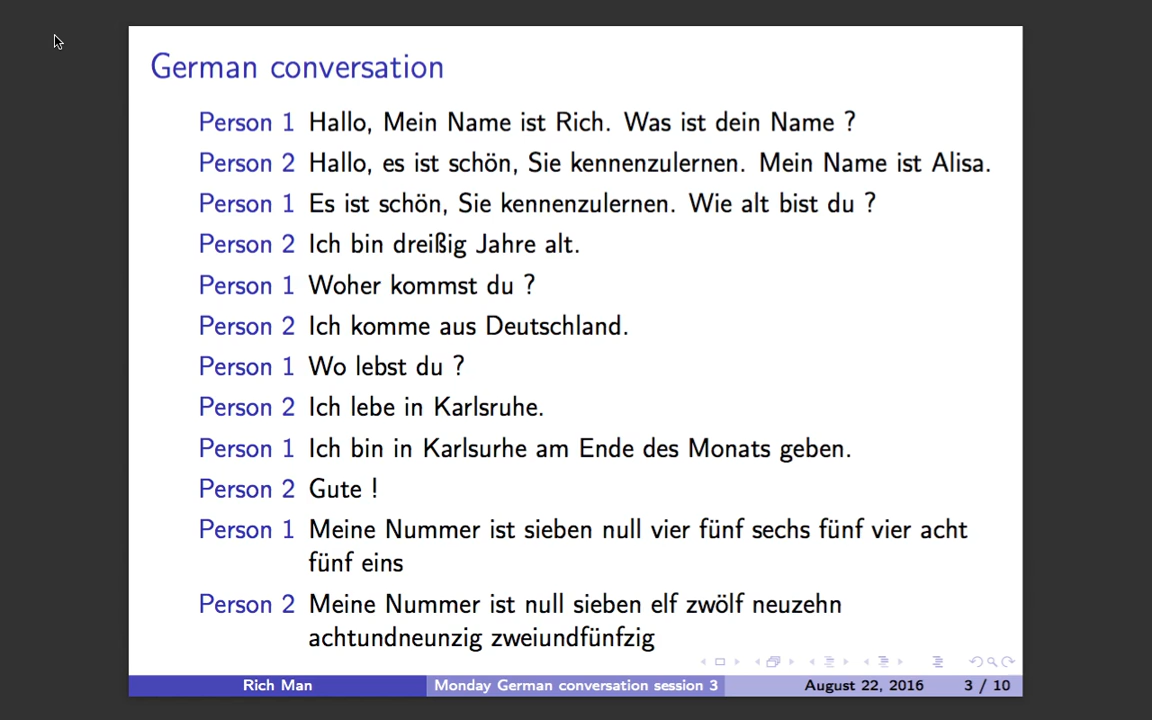 German conversation
Person 1 Hallo, Mein Name ist Rich. Was ist dein Name ?
Person 2 Hallo, es ist schön, Sie kennenzulernen. Mein Name ist Alisa.
Person 1 Es ist schön, Sie kennenzulernen. Wie alt bist du ?
Person 2 Ich bin dreißig Jahre alt.
Person 1 Woher kommst du ?
Person 2 Ich komme aus Deutschland.
Person 1 Wo lebst du ?
Person 2 Ich lebe in Karlsruhe.
Person 1 Ich bin in Karlsurhe am Ende des Monats geben.
Person 2 Gute !
Person 1 Meine Nummer ist sieben null vier fünf sechs fünf vier acht
fünf eins
Person 2 Meine Nummer ist null sieben elf zwölf neuzehn
achtundneunzig zweiundfünfzig
Rich Man Monday German conversation session 3 August 22, 2016 3 / 10